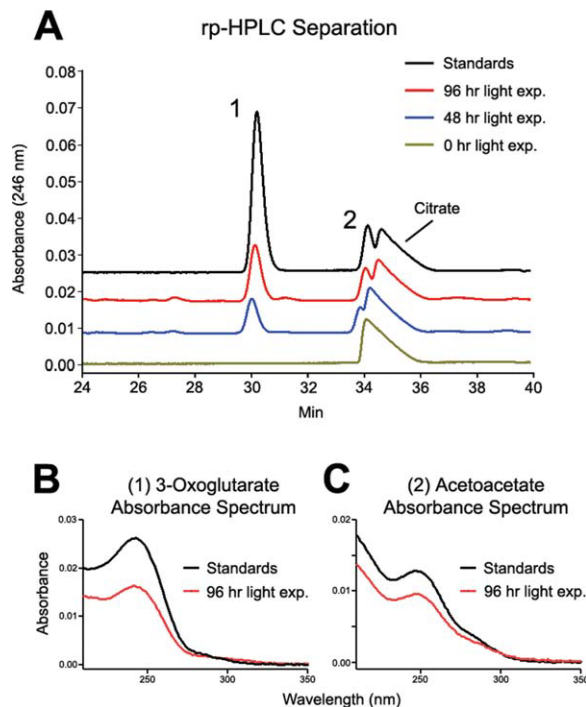 A
rp-HPLC Separation
Standards
96 hr light exp.
48 hr light exp.
0 hr light exp.
1
2
Citrate
Absorbance (246 nm)
0.08
0.07
0.06
0.05
0.04
0.03
0.02
0.01
0.00
24 26 28 30 32 34 36 38 40
Min
B
(1) 3-Oxoglutarate
Absorbance Spectrum
Standards
96 hr light exp.
Absorbance
0.03
0.02
0.01
0.00
250 300 350
C
(2) Acetoacetate
Absorbance Spectrum
Standards
96 hr light exp.
0.02
0.01
0.00
250 300 350
Wavelength (nm)